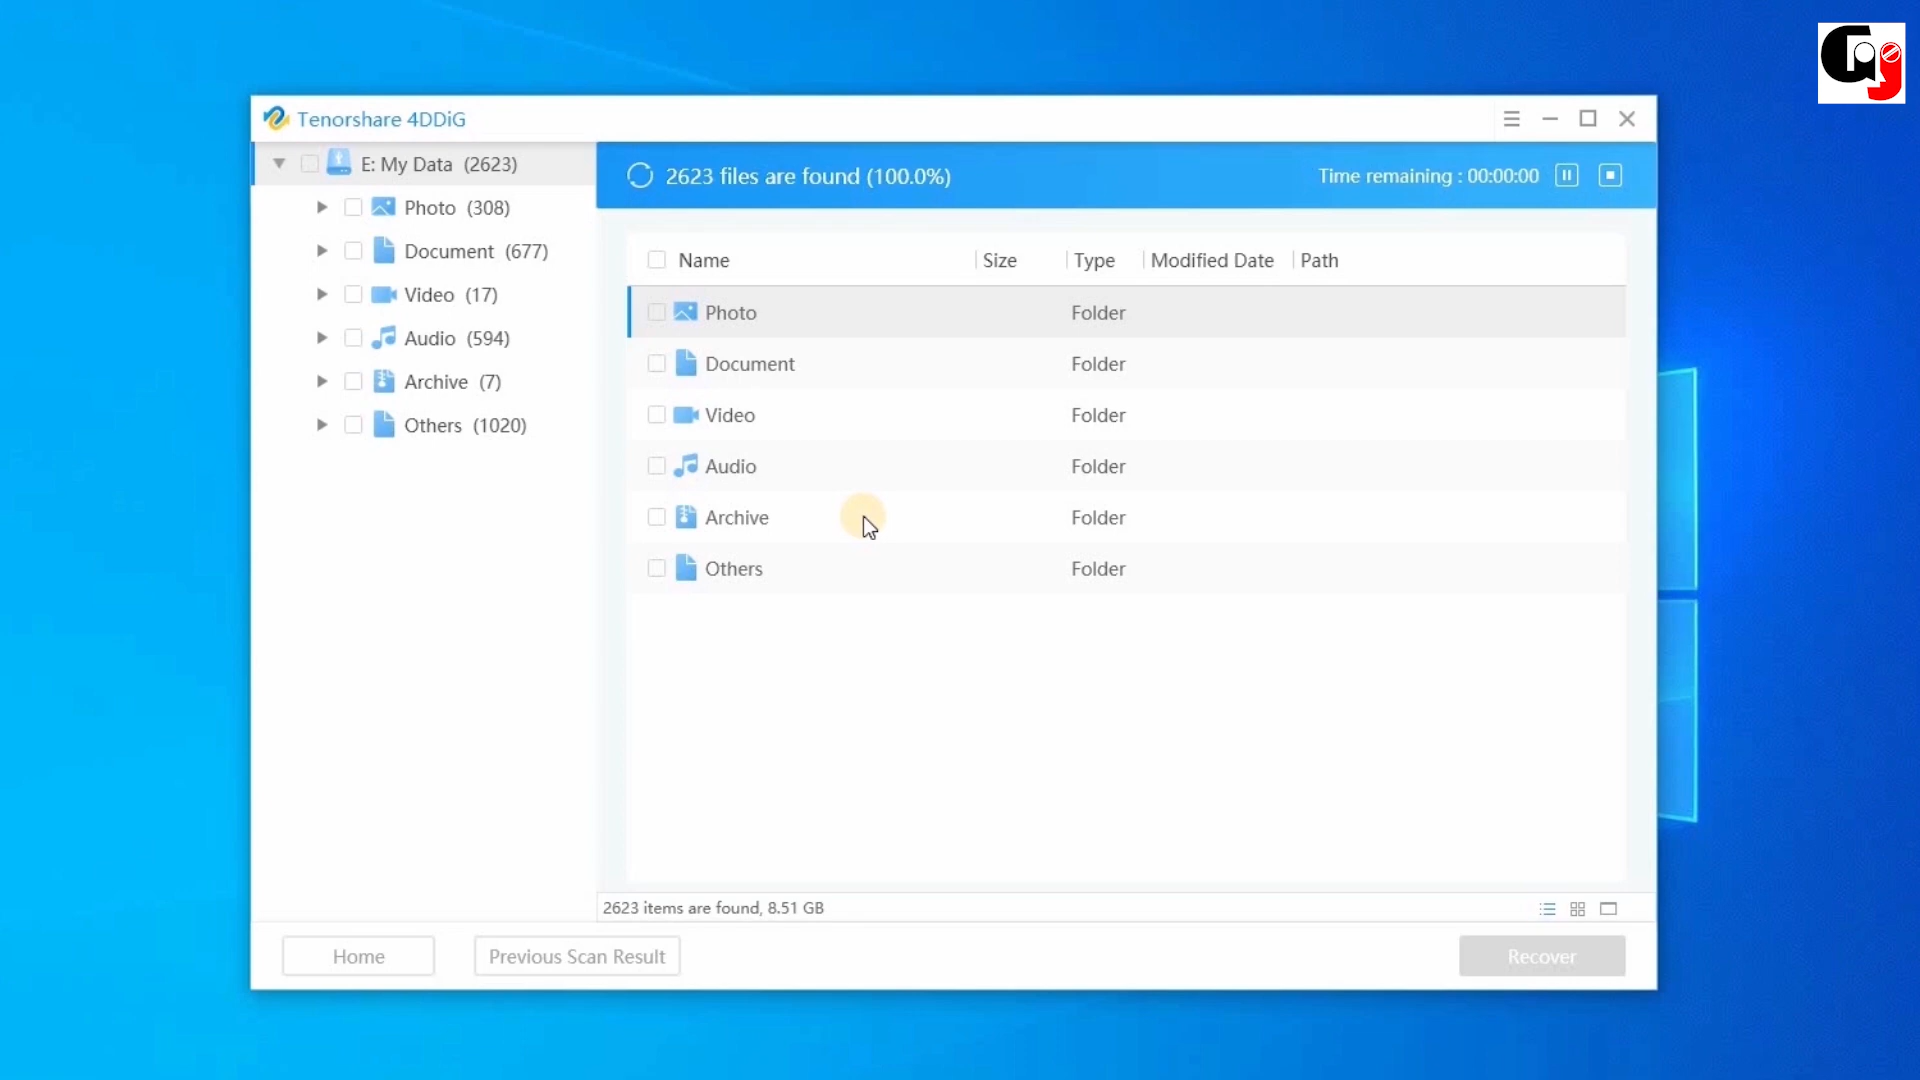 Tenorshare 4DDiG
E: My Data (2623)
Photo (308)
Document (677)
Video (17)
Audio (594)
Archive (7)
Others (1020)
2623 files are found (100.0%)
Time remaining : 00:00:00
Name Size Type Modified Date Path
Photo Folder
Document Folder
Video Folder
Audio Folder
Archive Folder
Others Folder
2623 items are found, 8.51 GB
Home
Previous Scan Result
Recover